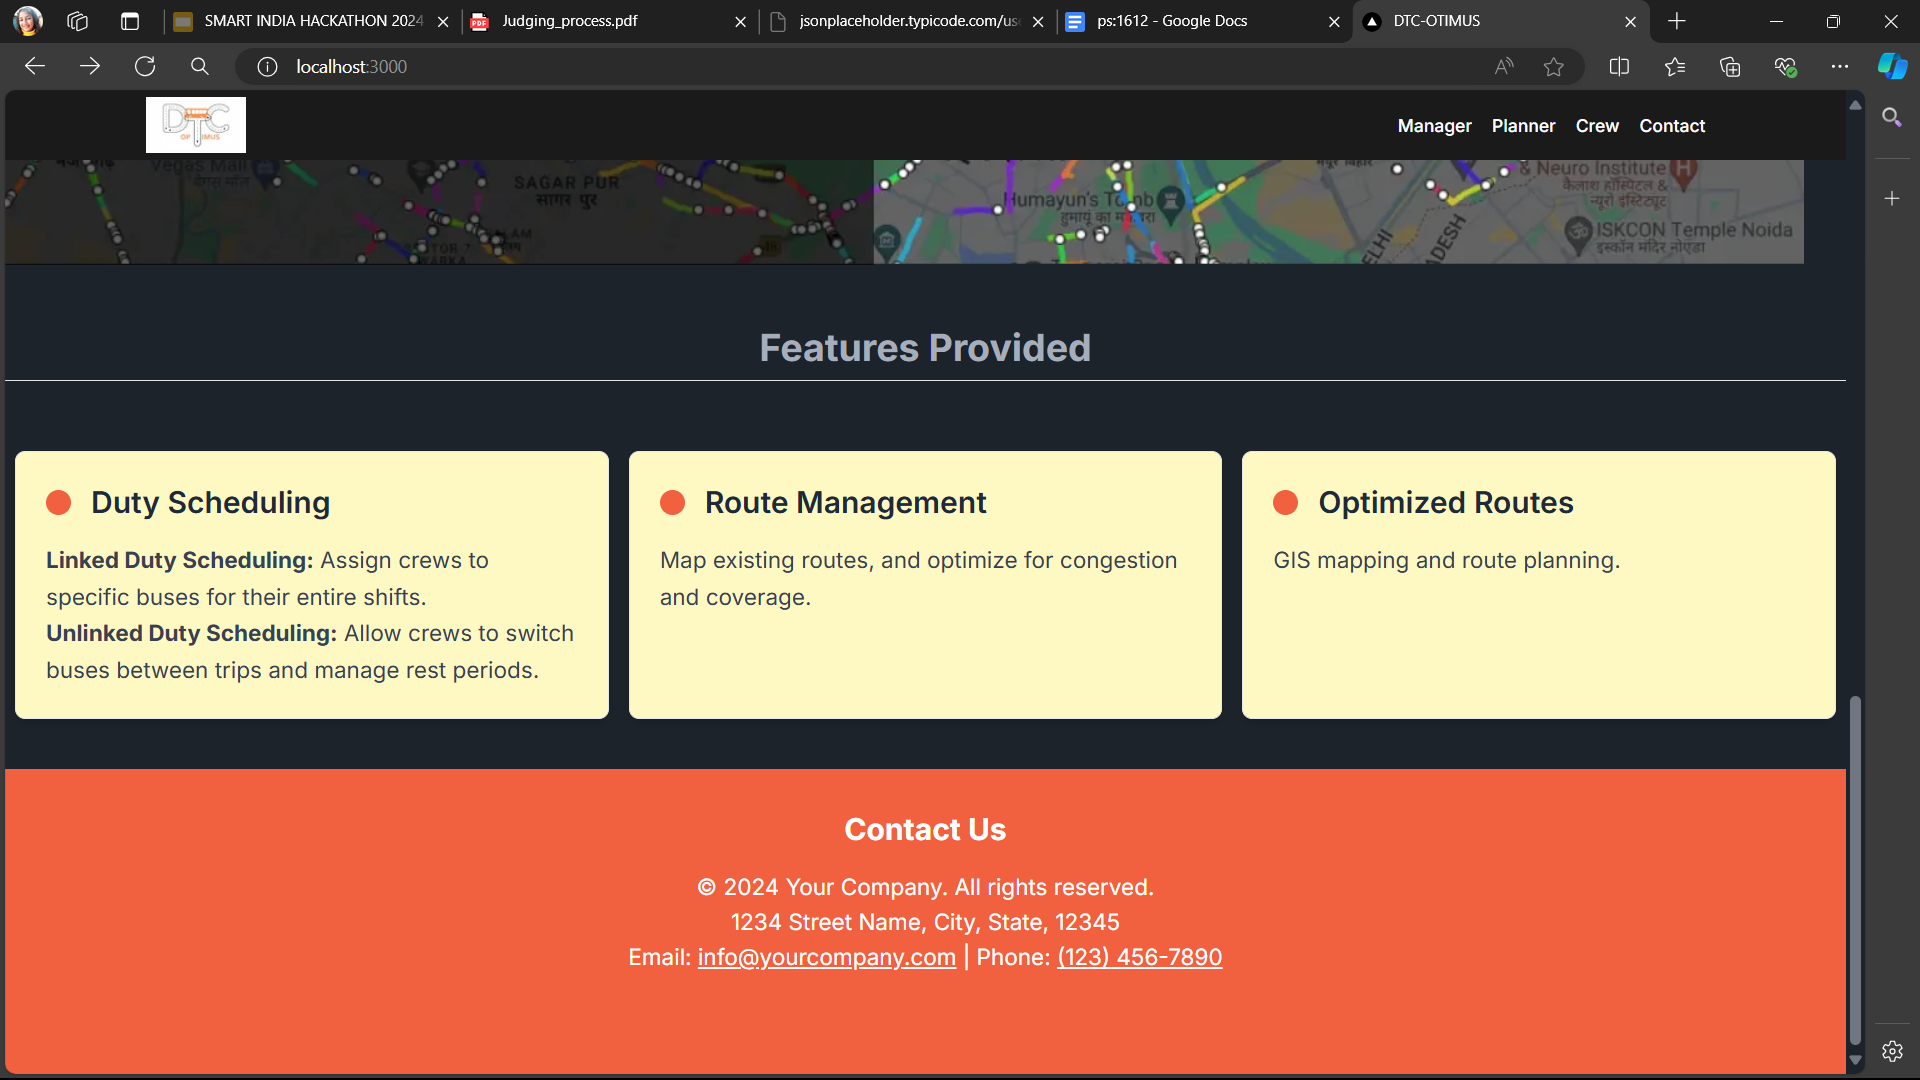 SMART INDIA HACKATHON 2024
Judging_process.pdf
jsonplaceholder.typicode.com/us
ps:1612 - Google Docs
DTC-OTIMUS
localhost:3000
DTC
Manager Planner Crew Contact
Vegas Mall
SAGAR PUR
सागर पुर
Humayun's Tomb
& Neuro Institute
कैलाश हॉस्पिटल &
न्यूरो इंस्टिट्यूट
ISKCON Temple Noida
इस्कॉन मंदिर नोएडा
Features Provided
Duty Scheduling
Linked Duty Scheduling: Assign crews to
specific buses for their entire shifts.
Unlinked Duty Scheduling: Allow crews to switch
buses between trips and manage rest periods.
Route Management
Map existing routes, and optimize for congestion
and coverage.
Optimized Routes
GIS mapping and route planning.
Contact Us
© 2024 Your Company. All rights reserved.
1234 Street Name, City, State, 12345
Email: info@yourcompany.com | Phone: (123) 456-7890